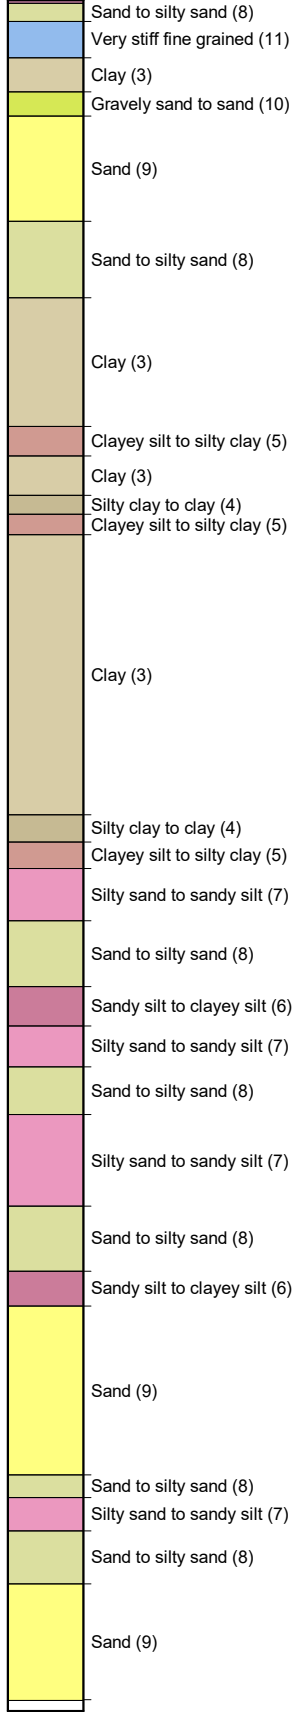 Sand to silty sand (8)
Very stiff fine grained (11)
Clay (3)
Gravely sand to sand (10)
Sand (9)
Sand to silty sand (8)
Clay (3)
Clayey silt to silty clay (5)
Clay (3)
Silty clay to clay (4)
Clayey silt to silty clay (5)
Clay (3)
Silty clay to clay (4)
Clayey silt to silty clay (5)
Silty sand to sandy silt (7)
Sand to silty sand (8)
Sandy silt to clayey silt (6)
Silty sand to sandy silt (7)
Sand to silty sand (8)
Silty sand to sandy silt (7)
Sand to silty sand (8)
Sandy silt to clayey silt (6)
Sand (9)
Sand to silty sand (8)
Silty sand to sandy silt (7)
Sand to silty sand (8)
Sand (9)